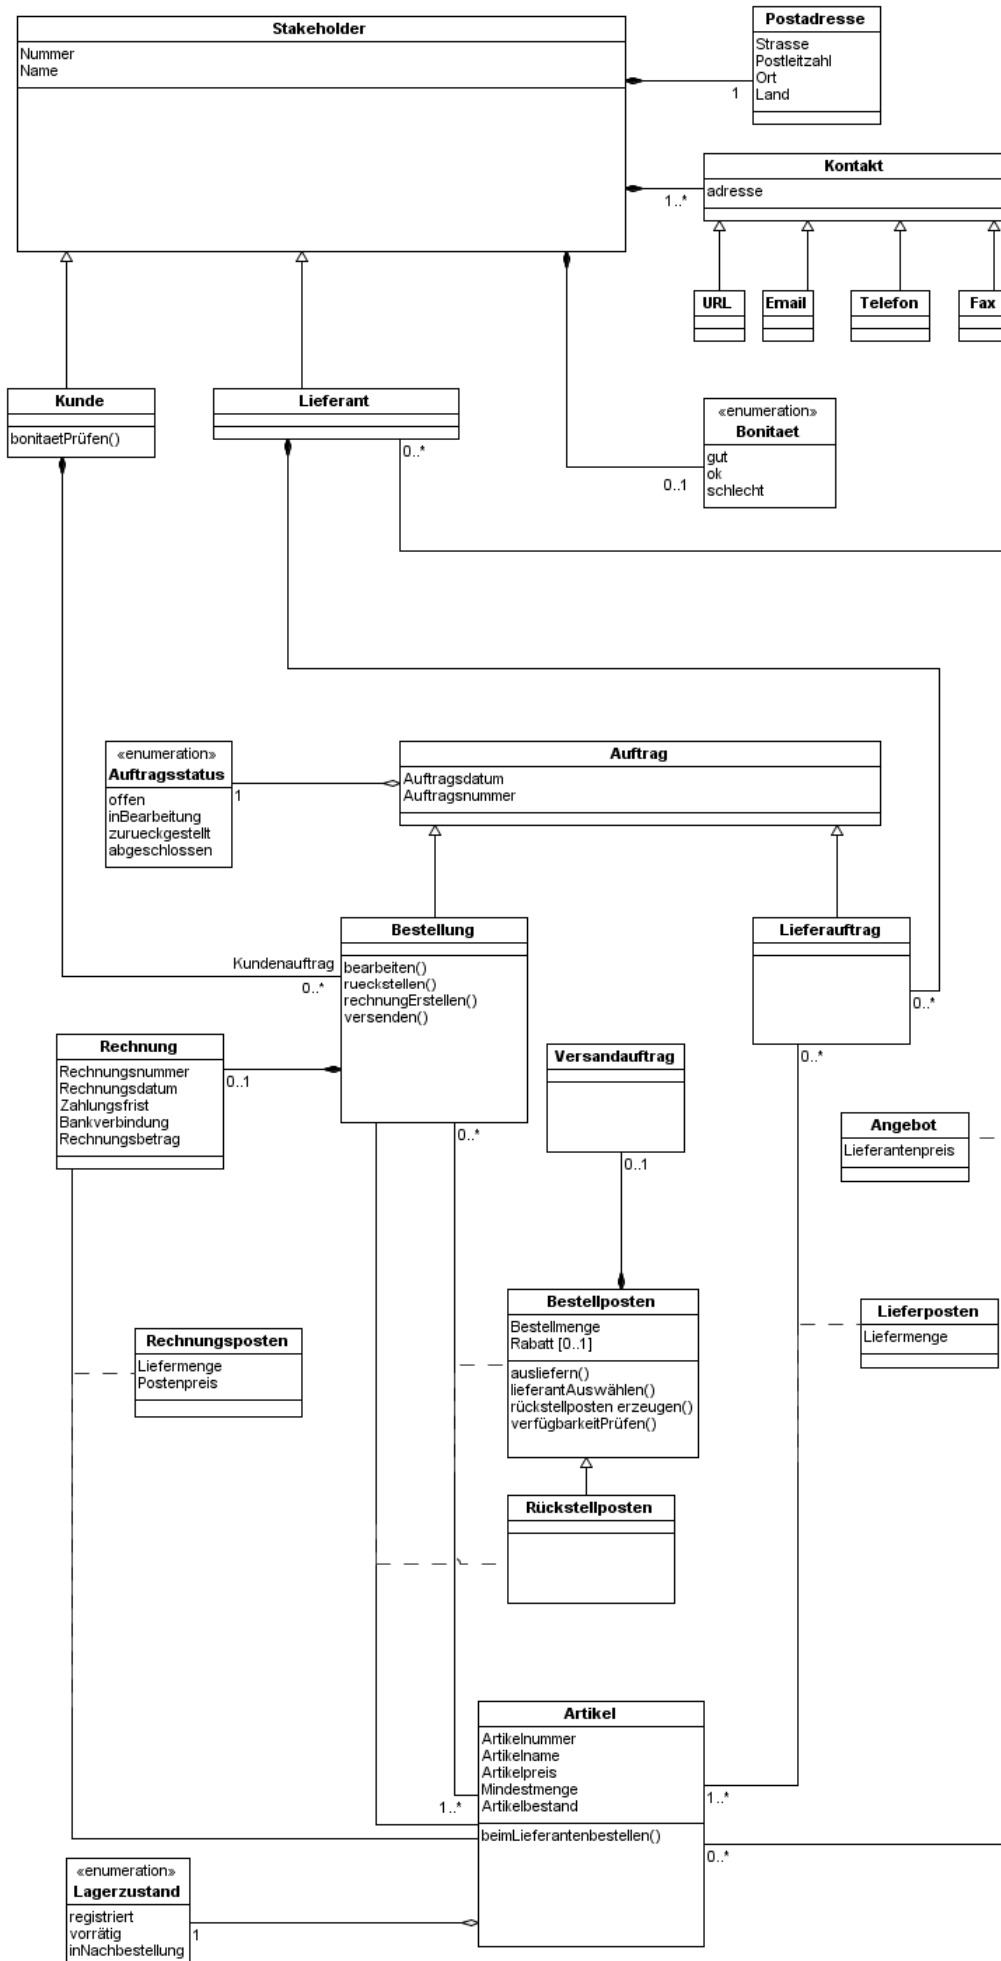 Stakeholder
Nummer
Name
Postadresse
Strasse
Postleitzahl
Ort
Land
1
Kontakt
adresse
1..*
URL
Email
Telefon
Fax
Kunde
bonitaetPrüfen()
Lieferant
0..*
«enumeration»
Bonitaet
gut
ok
schlecht
0..1
«enumeration»
Auftragsstatus
offen
inBearbeitung
zurueckgestellt
abgeschlossen
1
Auftrag
Auftragsdatum
Auftragsnummer
Bestellung
bearbeiten()
rueckstellen()
rechnungErstellen()
versenden()
Kundenauftrag
0..*
Lieferauftrag
0..*
0..*
Rechnung
Rechnungsnummer
Rechnungsdatum
Zahlungsfrist
Bankverbindung
Rechnungsbetrag
0..1
0..*
Versandauftrag
0..1
Angebot
Lieferantenpreis
Bestellposten
Bestellmenge
Rabatt [0..1]
ausliefern()
lieferantAuswählen()
rückstellposten erzeugen()
verfügbarkeitPrüfen()
Lieferposten
Liefermenge
Rechnungsposten
Liefermenge
Postenpreis
Rückstellposten
Artikel
Artikelnummer
Artikelname
Artikelpreis
Mindestmenge
Artikelbestand
beimLieferantenbestellen()
1..*
1..*
0..*
«enumeration»
Lagerzustand
registriert
vorrätig
inNachbestellung
1